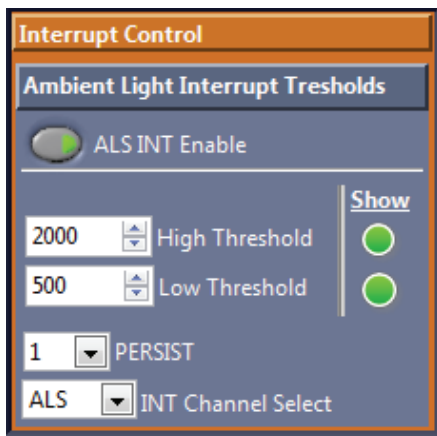 Interrupt Control
Ambient Light Interrupt Tresholds
ALS INT Enable
Show
2000 High Threshold
500 Low Threshold
1 PERSIST
ALS INT Channel Select